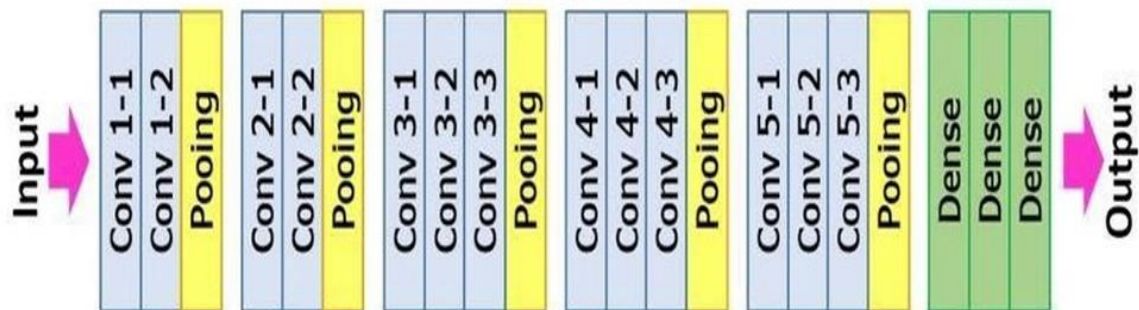 Input
Conv 1-1
Conv 1-2
Pooing
Conv 2-1
Conv 2-2
Pooing
Conv 3-1
Conv 3-2
Conv 3-3
Pooing
Conv 4-1
Conv 4-2
Conv 4-3
Pooing
Conv 5-1
Conv 5-2
Conv 5-3
Pooing
Dense
Dense
Dense
Output